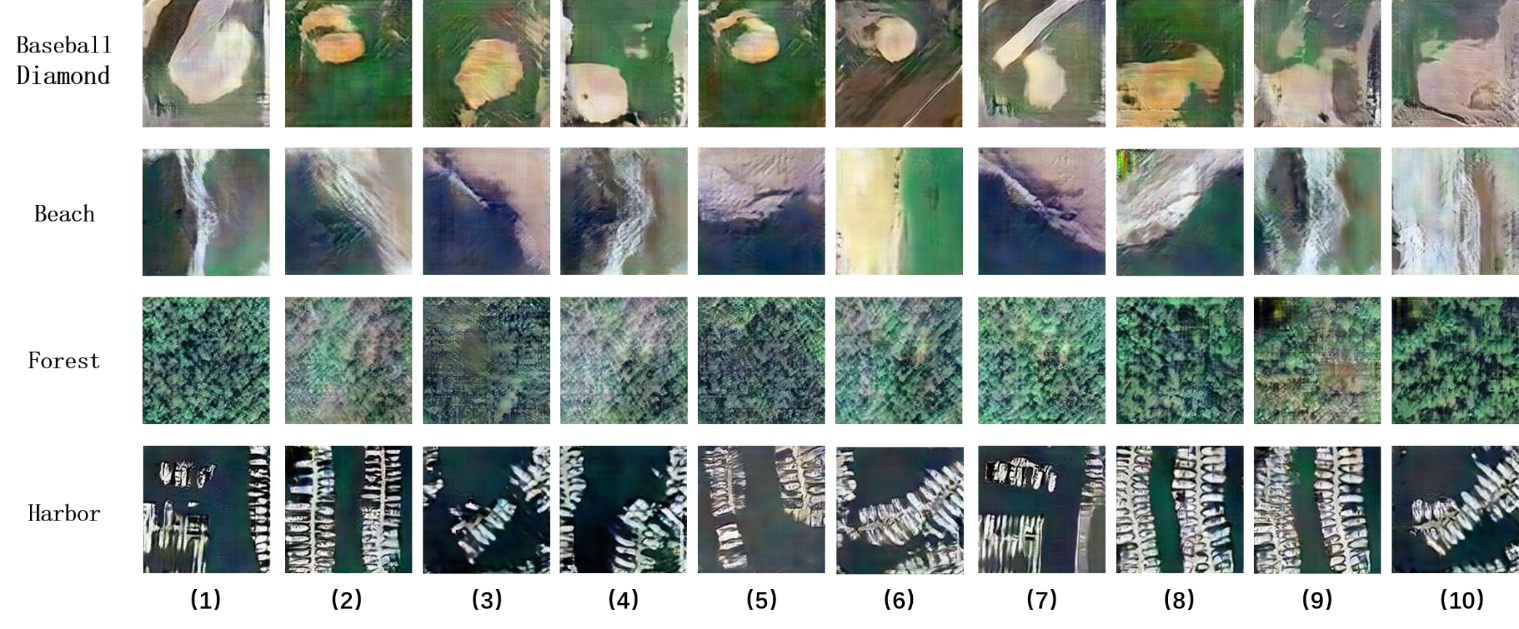 Baseball
Diamond
Beach
Forest
Harbor
(1) (2) (3) (4) (5) (6) (7) (8) (9) (10)